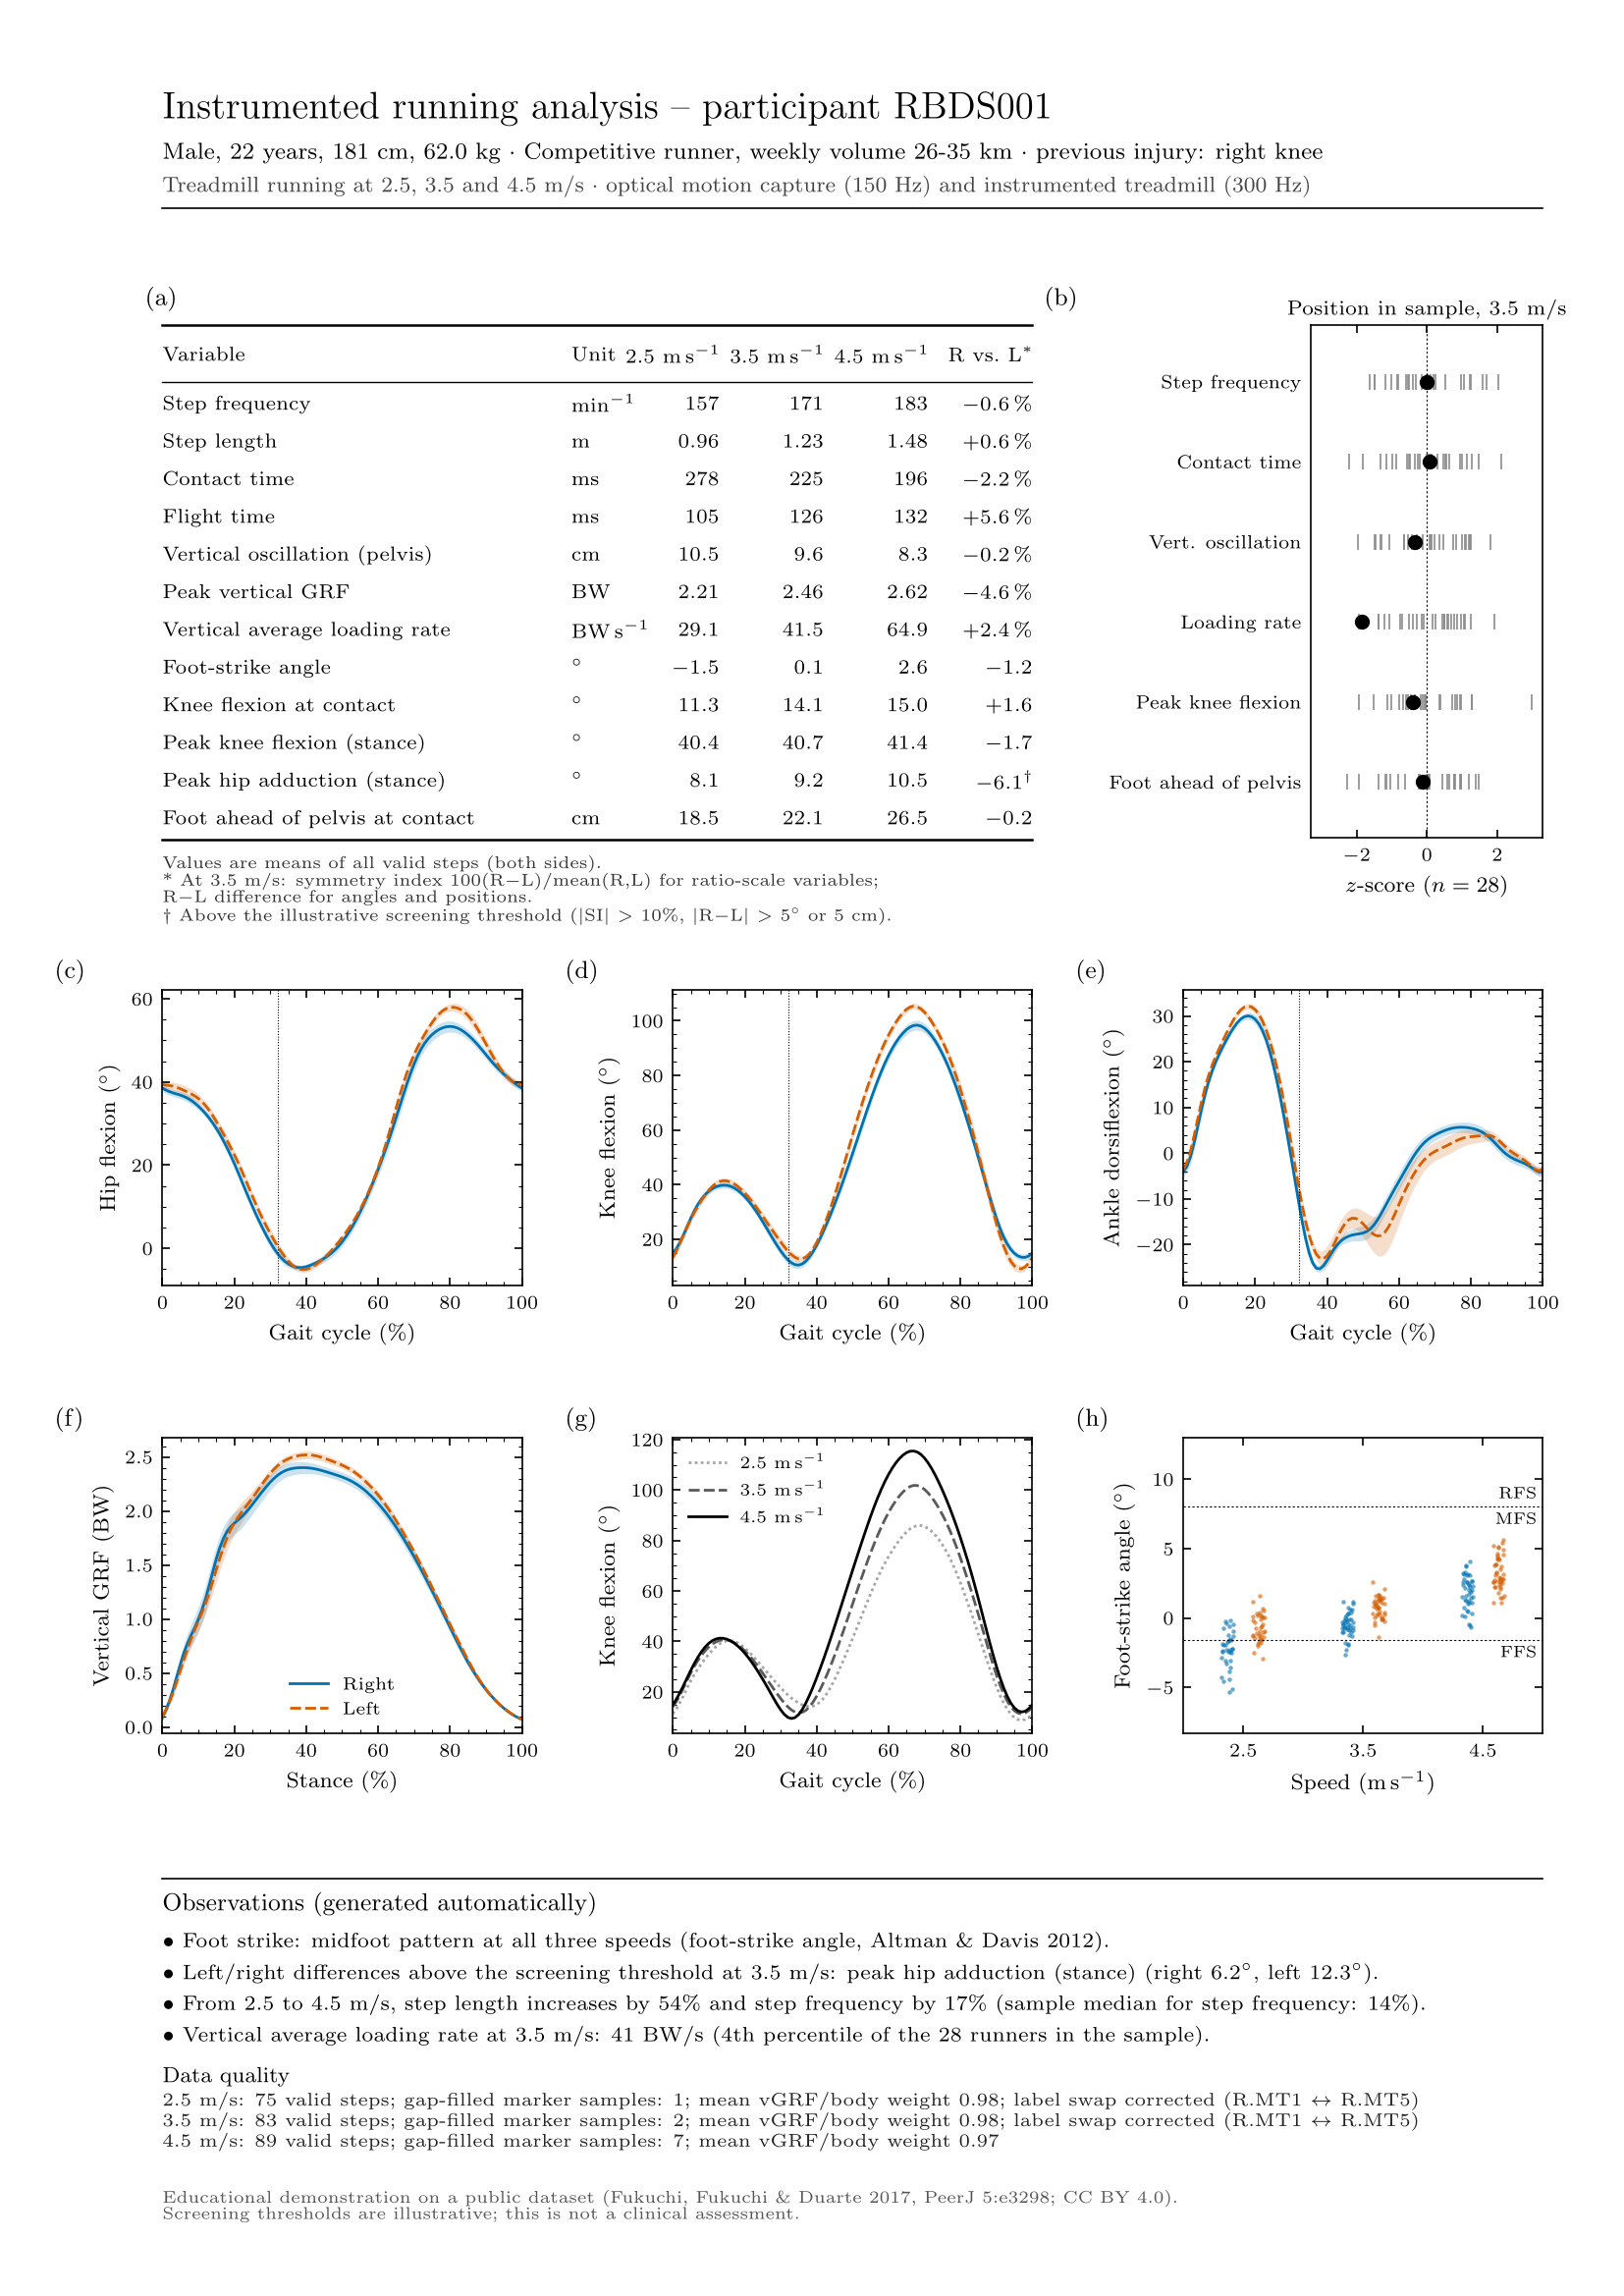 Instrumented running analysis – participant RBDS001
Male, 22 years, 181 cm, 62.0 kg · Competitive runner, weekly volume 26-35 km · previous injury: right knee
Treadmill running at 2.5, 3.5 and 4.5 m/s · optical motion capture (150 Hz) and instrumented treadmill (300 Hz)
(a)
Variable Unit 2.5 m s⁻¹ 3.5 m s⁻¹ 4.5 m s⁻¹ R vs. L*
Step frequency min⁻¹ 157 171 183 −0.6 %
Step length m 0.96 1.23 1.48 +0.6 %
Contact time ms 278 225 196 −2.2 %
Flight time ms 105 126 132 +5.6 %
Vertical oscillation (pelvis) cm 10.5 9.6 8.3 −0.2 %
Peak vertical GRF BW 2.21 2.46 2.62 −4.6 %
Vertical average loading rate BW s⁻¹ 29.1 41.5 64.9 +2.4 %
Foot-strike angle ° −1.5 0.1 2.6 −1.2
Knee flexion at contact ° 11.3 14.1 15.0 +1.6
Peak knee flexion (stance) ° 40.4 40.7 41.4 −1.7
Peak hip adduction (stance) ° 8.1 9.2 10.5 −6.1†
Foot ahead of pelvis at contact cm 18.5 22.1 26.5 −0.2
Values are means of all valid steps (both sides).
* At 3.5 m/s: symmetry index 100(R−L)/mean(R,L) for ratio-scale variables;
R−L difference for angles and positions.
† Above the illustrative screening threshold (|SI| > 10%, |R−L| > 5° or 5 cm).
(b)
Position in sample, 3.5 m/s
Step frequency
Contact time
Vert. oscillation
Loading rate
Peak knee flexion
Foot ahead of pelvis
−2 0 2
z-score (n = 28)
(c)
Hip flexion (°)
60
40
20
0
0 20 40 60 80 100
Gait cycle (%)
(d)
Knee flexion (°)
100
80
60
40
20
0 20 40 60 80 100
Gait cycle (%)
(e)
Ankle dorsiflexion (°)
30
20
10
0
−10
−20
0 20 40 60 80 100
Gait cycle (%)
(f)
Vertical GRF (BW)
2.5
2.0
1.5
1.0
0.5
0.0
Right
Left
0 20 40 60 80 100
Stance (%)
(g)
Knee flexion (°)
120
100
80
60
40
20
2.5 m s⁻¹
3.5 m s⁻¹
4.5 m s⁻¹
0 20 40 60 80 100
Gait cycle (%)
(h)
Foot-strike angle (°)
10
5
0
−5
RFS
MFS
FFS
2.5 3.5 4.5
Speed (m s⁻¹)
Observations (generated automatically)
• Foot strike: midfoot pattern at all three speeds (foot-strike angle, Altman & Davis 2012).
• Left/right differences above the screening threshold at 3.5 m/s: peak hip adduction (stance) (right 6.2°, left 12.3°).
• From 2.5 to 4.5 m/s, step length increases by 54% and step frequency by 17% (sample median for step frequency: 14%).
• Vertical average loading rate at 3.5 m/s: 41 BW/s (4th percentile of the 28 runners in the sample).
Data quality
2.5 m/s: 75 valid steps; gap-filled marker samples: 1; mean vGRF/body weight 0.98; label swap corrected (R.MT1 ↔ R.MT5)
3.5 m/s: 83 valid steps; gap-filled marker samples: 2; mean vGRF/body weight 0.98; label swap corrected (R.MT1 ↔ R.MT5)
4.5 m/s: 89 valid steps; gap-filled marker samples: 7; mean vGRF/body weight 0.97
Educational demonstration on a public dataset (Fukuchi, Fukuchi & Duarte 2017, PeerJ 5:e3298; CC BY 4.0).
Screening thresholds are illustrative; this is not a clinical assessment.